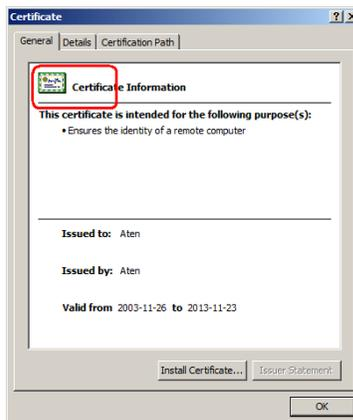 Certificate
General Details Certification Path
Certificate Information
This certificate is intended for the following purpose(s):
• Ensures the identity of a remote computer
Issued to: Aten
Issued by: Aten
Valid from 2003-11-26 to 2013-11-23
Install Certificate... Issuer Statement
OK